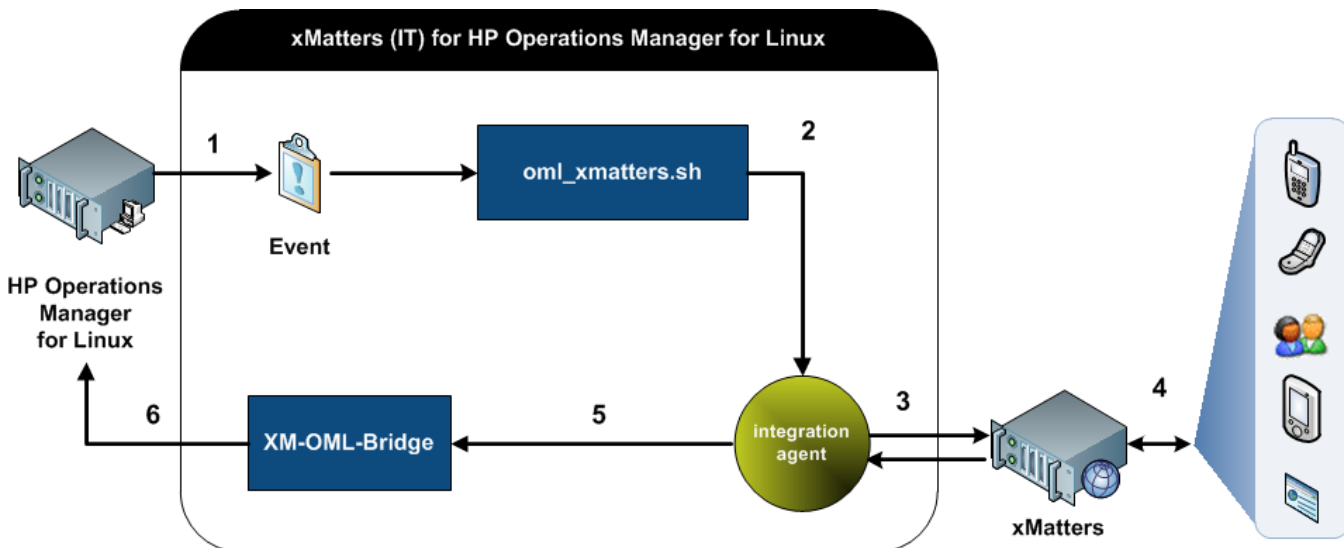 xMatters (IT) for HP Operations Manager for Linux
1
2
oml_xmatters.sh
Event
HP Operations
Manager
for Linux
6
XM-OML-Bridge
5
integration
agent
3
4
xMatters